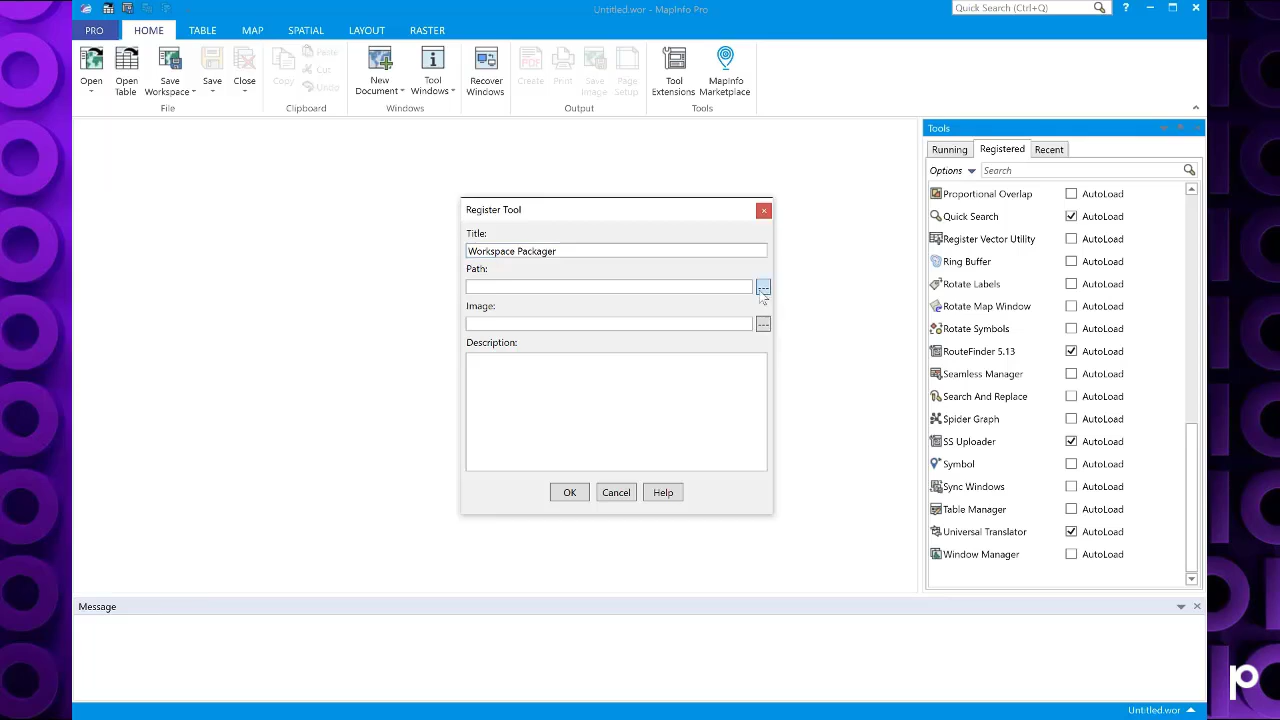 Untitled.wor - MapInfo Pro
Quick Search (Ctrl+Q)
?
PRO HOME TABLE MAP SPATIAL LAYOUT RASTER
Open
Open Table
Save Workspace
Save
Close
File
Copy
Paste
Cut
Undo
Clipboard
New Document
Tool Windows
Windows
Recover Windows
Create
Print
Save Image
Page Setup
Output
Tool Extensions
MapInfo Marketplace
Tools
Tools
Running Registered Recent
Options Search
Proportional Overlap AutoLoad
Quick Search AutoLoad
Register Vector Utility AutoLoad
Ring Buffer AutoLoad
Rotate Labels AutoLoad
Rotate Map Window AutoLoad
Rotate Symbols AutoLoad
RouteFinder 5.13 AutoLoad
Seamless Manager AutoLoad
Search And Replace AutoLoad
Spider Graph AutoLoad
SS Uploader AutoLoad
Symbol AutoLoad
Sync Windows AutoLoad
Table Manager AutoLoad
Universal Translator AutoLoad
Window Manager AutoLoad
Register Tool
Title:
Workspace Packager
Path:
Image:
Description:
OK Cancel Help
Message
Untitled.wor
p